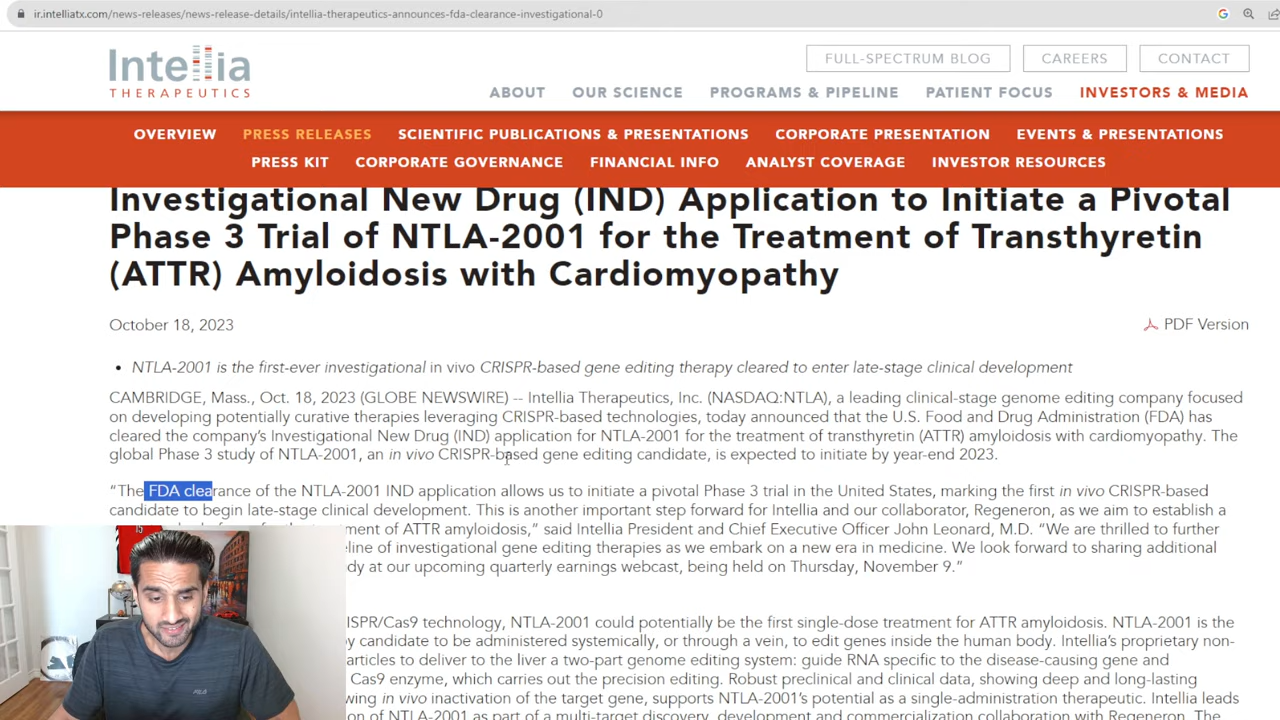 ir.intelliatx.com/news-releases/news-release-details/intellia-therapeutics-announces-fda-clearance-investigational-0
Intellia
THERAPEUTICS
FULL-SPECTRUM BLOG
CAREERS
CONTACT
ABOUT
OUR SCIENCE
PROGRAMS & PIPELINE
PATIENT FOCUS
INVESTORS & MEDIA
OVERVIEW
PRESS RELEASES
SCIENTIFIC PUBLICATIONS & PRESENTATIONS
CORPORATE PRESENTATION
EVENTS & PRESENTATIONS
PRESS KIT
CORPORATE GOVERNANCE
FINANCIAL INFO
ANALYST COVERAGE
INVESTOR RESOURCES
Investigational New Drug (IND) Application to Initiate a Pivotal
Phase 3 Trial of NTLA-2001 for the Treatment of Transthyretin
(ATTR) Amyloidosis with Cardiomyopathy
October 18, 2023
PDF Version
• NTLA-2001 is the first-ever investigational in vivo CRISPR-based gene editing therapy cleared to enter late-stage clinical development
CAMBRIDGE, Mass., Oct. 18, 2023 (GLOBE NEWSWIRE) -- Intellia Therapeutics, Inc. (NASDAQ:NTLA), a leading clinical-stage genome editing company focused
on developing potentially curative therapies leveraging CRISPR-based technologies, today announced that the U.S. Food and Drug Administration (FDA) has
cleared the company's Investigational New Drug (IND) application for NTLA-2001 for the treatment of transthyretin (ATTR) amyloidosis with cardiomyopathy. The
global Phase 3 study of NTLA-2001, an in vivo CRISPR-based gene editing candidate, is expected to initiate by year-end 2023.
“The FDA clearance of the NTLA-2001 IND application allows us to initiate a pivotal Phase 3 trial in the United States, marking the first in vivo CRISPR-based
candidate to begin late-stage clinical development. This is another important step forward for Intellia and our collaborator, Regeneron, as we aim to establish a
of ATTR amyloidosis,” said Intellia President and Chief Executive Officer John Leonard, M.D. “We are thrilled to further
of investigational gene editing therapies as we embark on a new era in medicine. We look forward to sharing additional
at our upcoming quarterly earnings webcast, being held on Thursday, November 9.”
technology, NTLA-2001 could potentially be the first single-dose treatment for ATTR amyloidosis. NTLA-2001 is the
candidate to be administered systemically, or through a vein, to edit genes inside the human body. Intellia's proprietary non-
to deliver to the liver a two-part genome editing system: guide RNA specific to the disease-causing gene and
Cas9 enzyme, which carries out the precision editing. Robust preclinical and clinical data, showing deep and long-lasting
in vivo inactivation of the target gene, supports NTLA-2001's potential as a single-administration therapeutic. Intellia leads
of NTLA-2001 as part of a multi-target discovery, development and commercialization collaboration with Regeneron. The